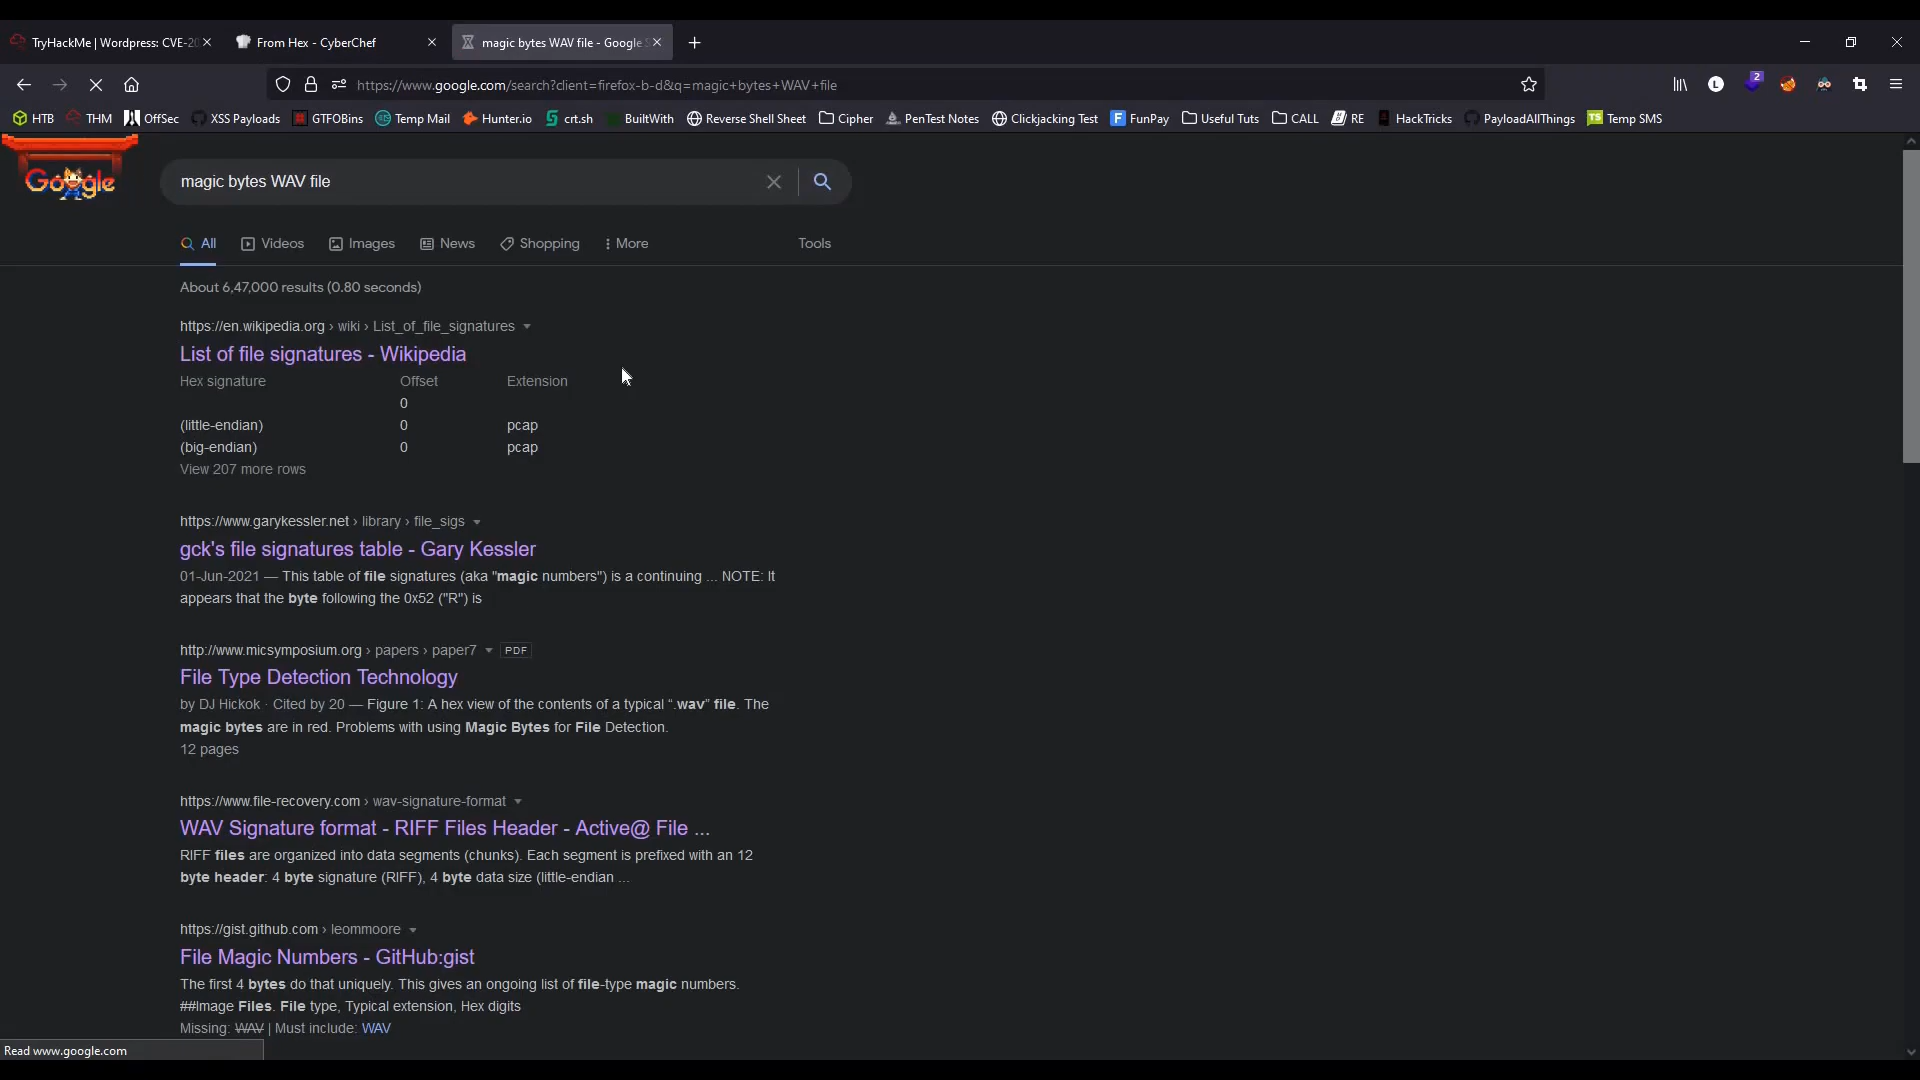 TryHackMe | Wordpress: CVE-20
From Hex - CyberChef
magic bytes WAV file - Google S
https://www.google.com/search?client=firefox-b-d&q=magic+bytes+WAV+file
L
2
HTB
THM
OffSec
XSS Payloads
GTFOBins
Temp Mail
Hunter.io
crt.sh
BuiltWith
Reverse Shell Sheet
Cipher
PenTest Notes
Clickjacking Test
FunPay
Useful Tuts
CALL
RE
HackTricks
PayloadAllThings
TS Temp SMS
Google
magic bytes WAV file
All
Videos
Images
News
Shopping
More
Tools
About 6,47,000 results (0.80 seconds)
https://en.wikipedia.org › wiki › List_of_file_signatures
List of file signatures - Wikipedia
Hex signature Offset Extension
0
(little-endian) 0 pcap
(big-endian) 0 pcap
View 207 more rows
https://www.garykessler.net › library › file_sigs
gck's file signatures table - Gary Kessler
01-Jun-2021 — This table of file signatures (aka "magic numbers") is a continuing ... NOTE: It
appears that the byte following the 0x52 ("R") is
http://www.micsymposium.org › papers › paper7 PDF
File Type Detection Technology
by DJ Hickok · Cited by 20 — Figure 1: A hex view of the contents of a typical “.wav” file. The
magic bytes are in red. Problems with using Magic Bytes for File Detection.
12 pages
https://www.file-recovery.com › wav-signature-format
WAV Signature format - RIFF Files Header - Active@ File ...
RIFF files are organized into data segments (chunks). Each segment is prefixed with an 12
byte header: 4 byte signature (RIFF), 4 byte data size (little-endian ...
https://gist.github.com › leommoore
File Magic Numbers - GitHub:gist
The first 4 bytes do that uniquely. This gives an ongoing list of file-type magic numbers.
##Image Files. File type, Typical extension, Hex digits
Missing: WAV | Must include: WAV
Read www.google.com